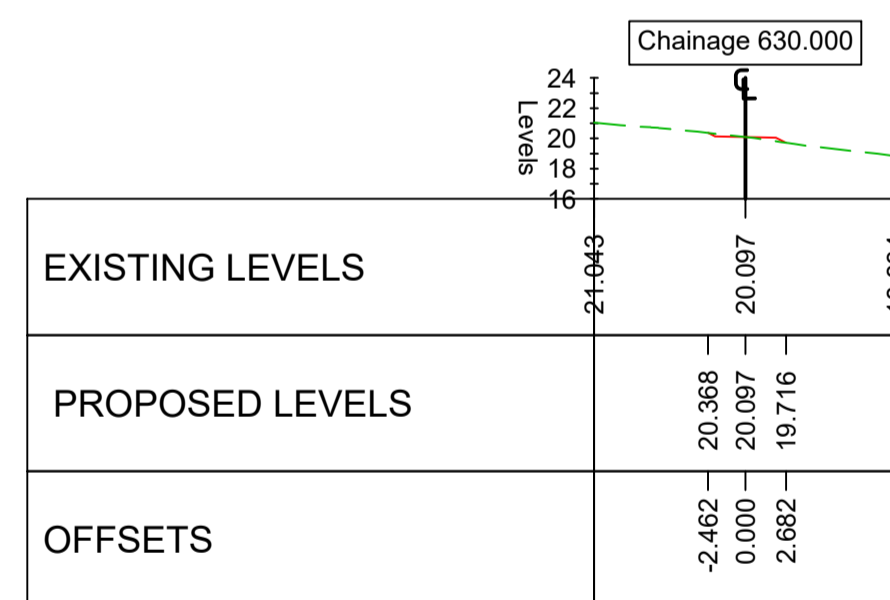 Chainage 630.000
CL
24
22
20
18
16
Levels
EXISTING LEVELS
21.043
20.097
PROPOSED LEVELS
20.368
20.097
19.716
OFFSETS
-2.462
0.000
2.682